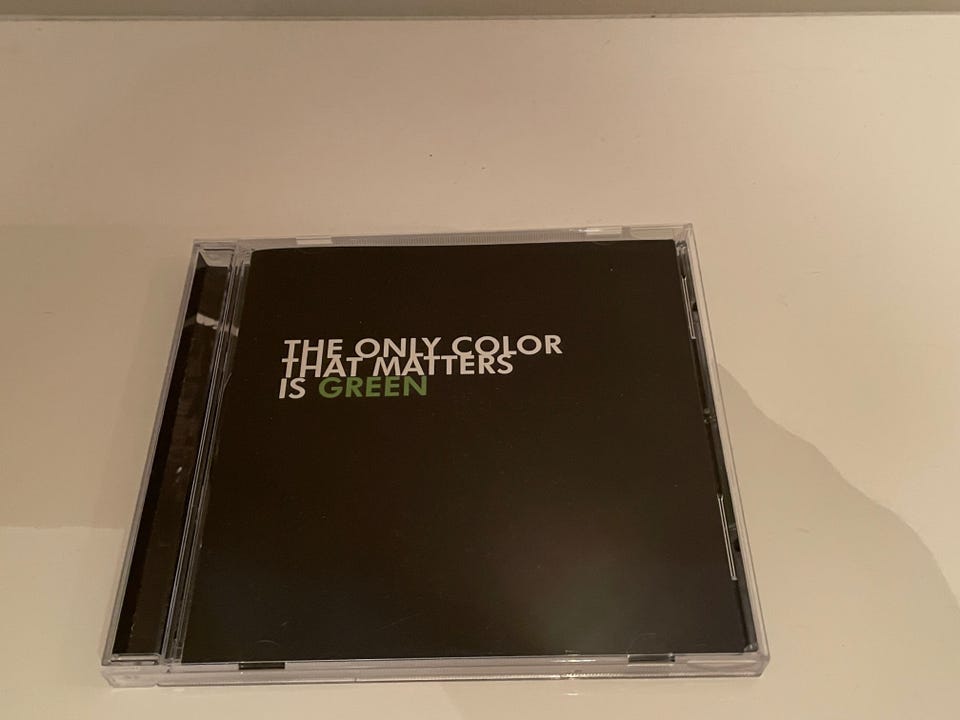 THE ONLY COLOR
THAT MATTERS
IS GREEN